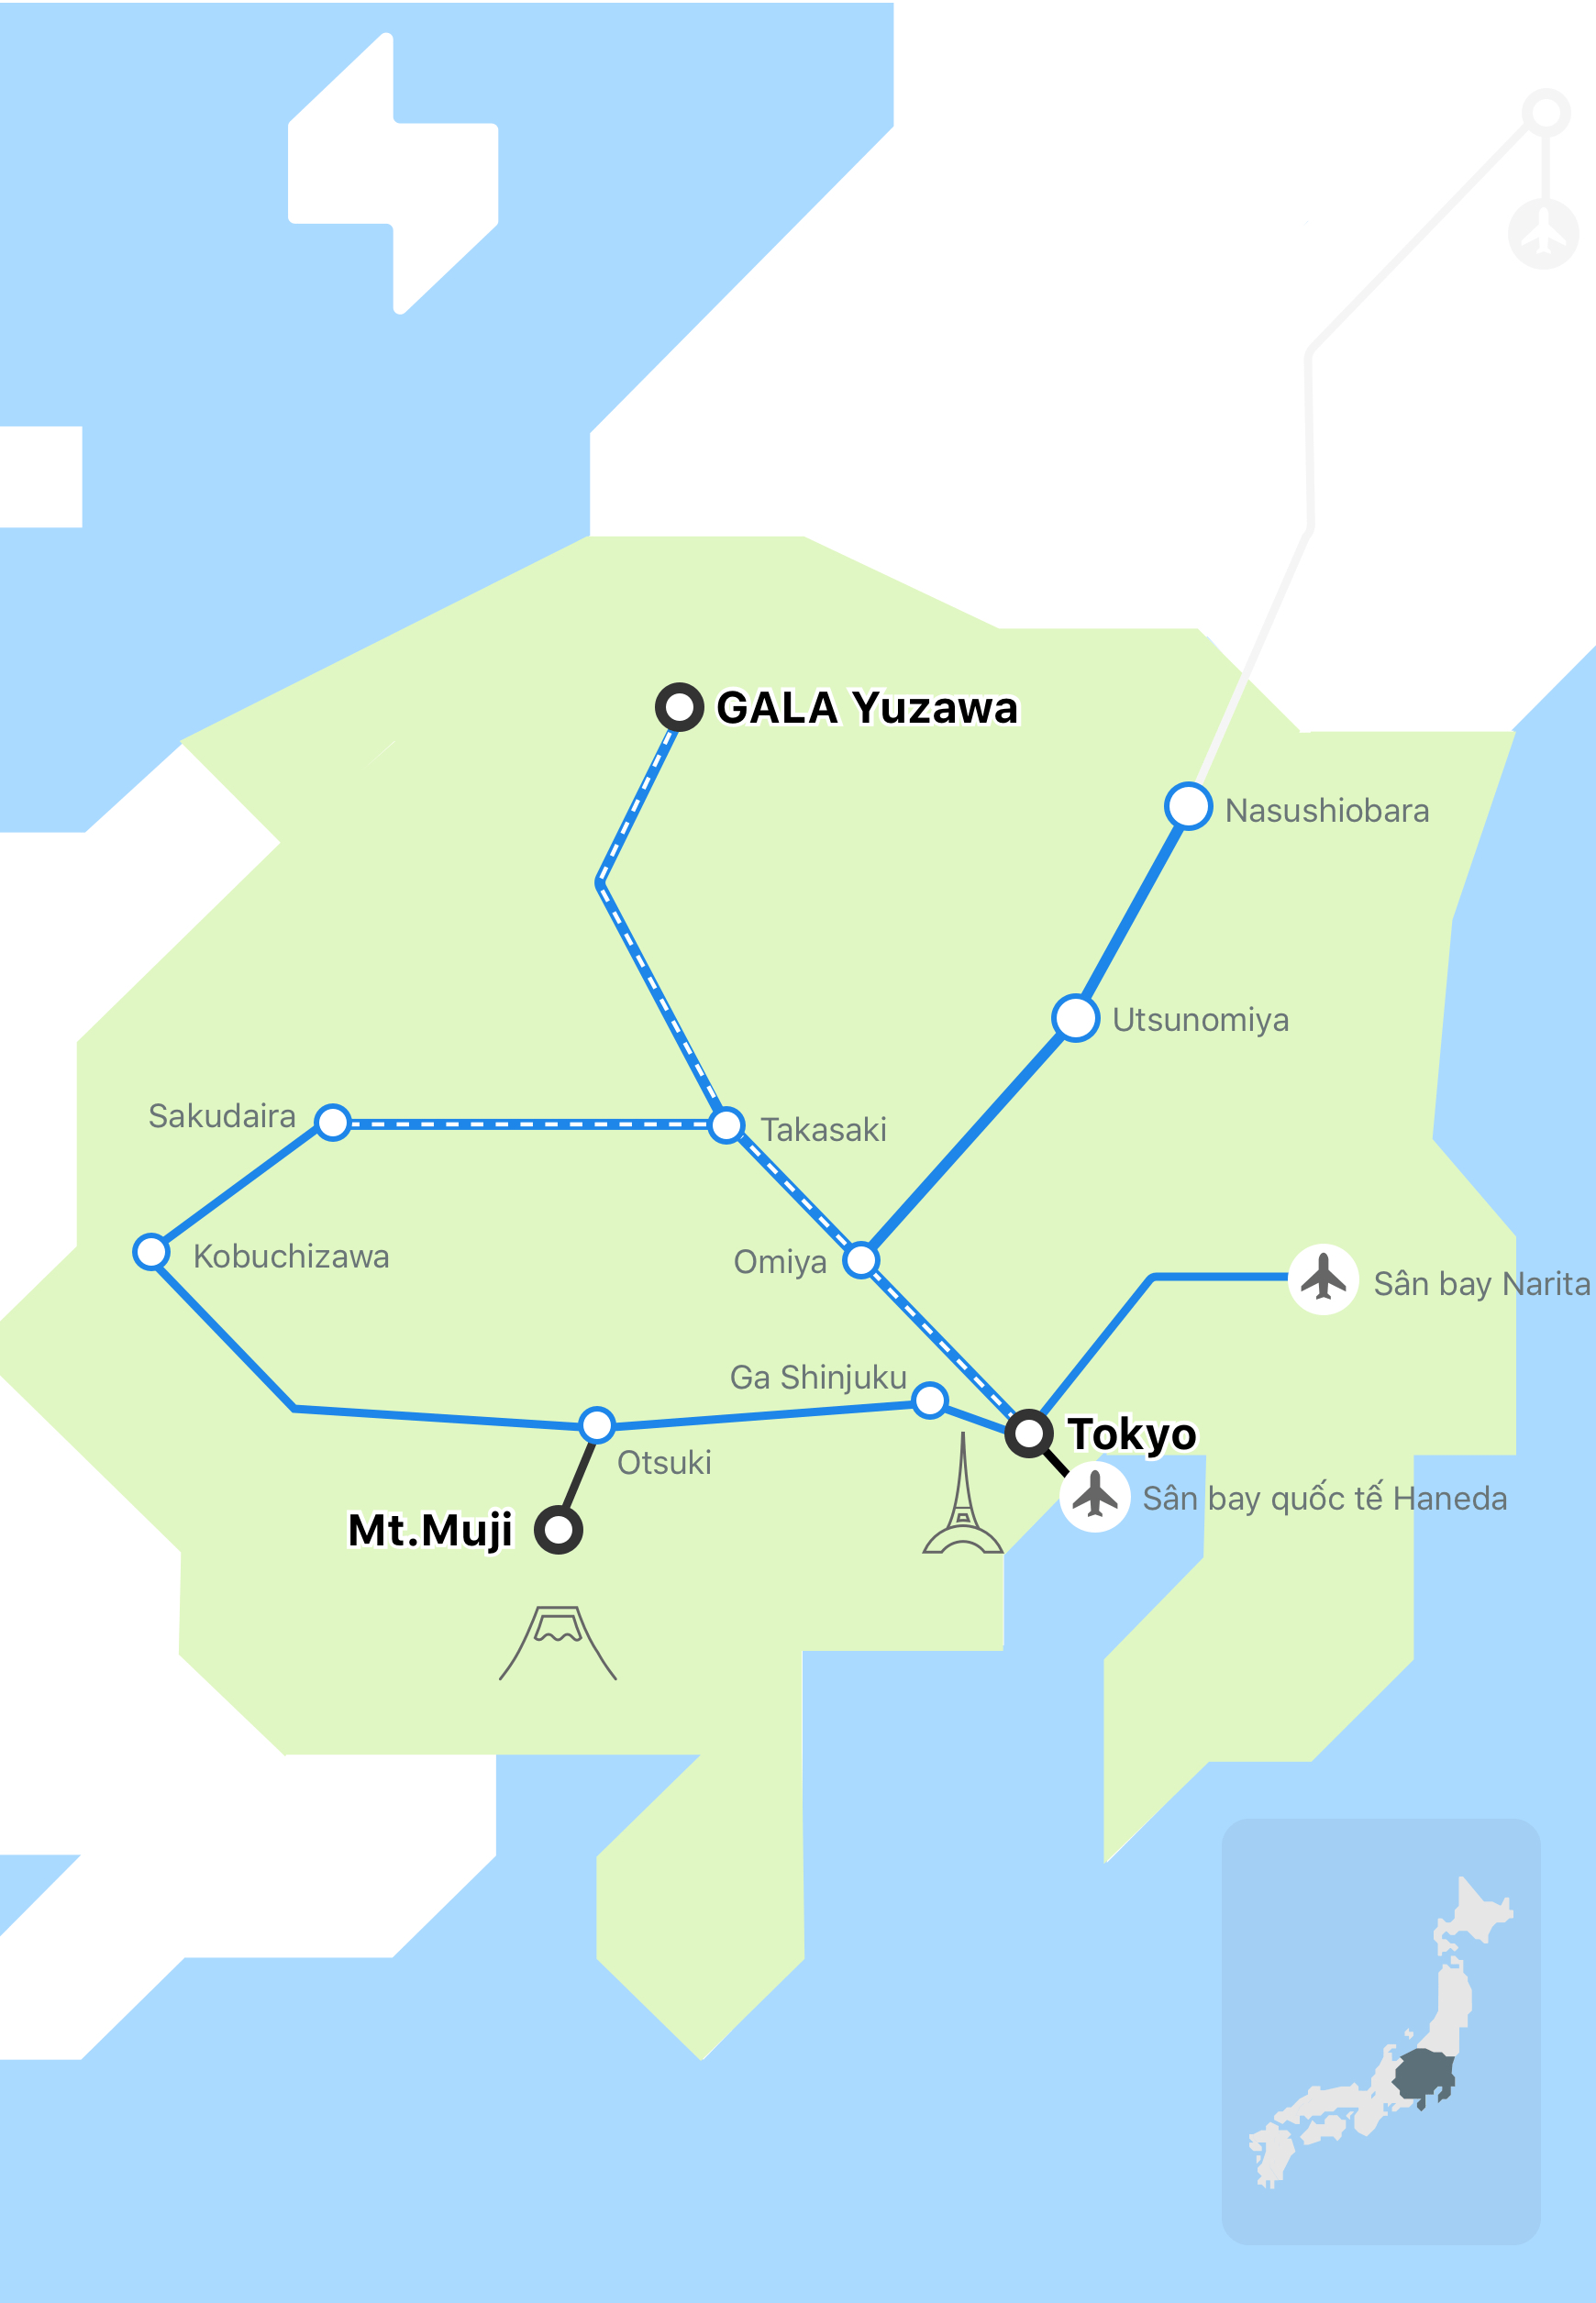 GALA Yuzawa
Nasushiobara
Utsunomiya
Sakudaira
Takasaki
Kobuchizawa
Omiya
Sân bay Narita
Ga Shinjuku
Tokyo
Otsuki
Sân bay quốc tế Haneda
Mt.Muji